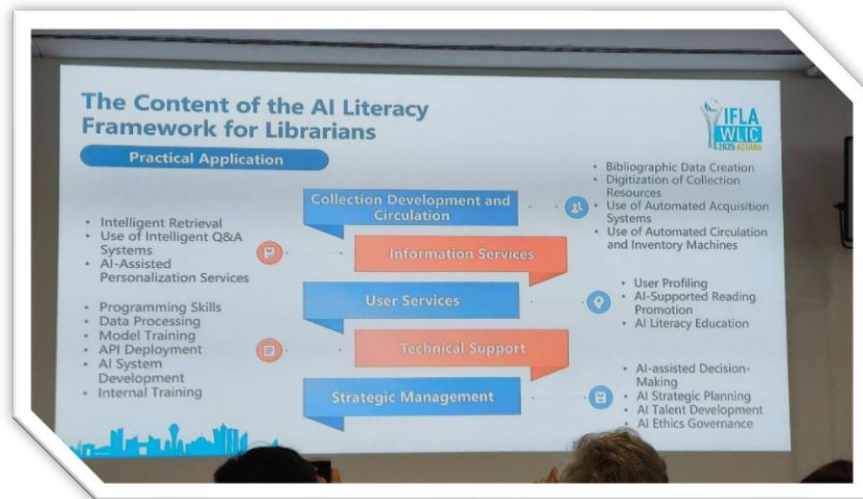 The Content of the AI Literacy
Framework for Librarians
Practical Application
IFLA
WLIC
2025 ASTANA
Collection Development and
Circulation
• Bibliographic Data Creation
• Digitization of Collection
Resources
• Use of Automated Acquisition
Systems
• Use of Automated Circulation
and Inventory Machines
Information Services
• Intelligent Retrieval
• Use of Intelligent Q&A
Systems
• AI-Assisted
Personalization Services
User Services
• User Profiling
• AI-Supported Reading
Promotion
• AI Literacy Education
Technical Support
• Programming Skills
• Data Processing
• Model Training
• API Deployment
• AI System
Development
• Internal Training
Strategic Management
• AI-assisted Decision-
Making
• AI Strategic Planning
• AI Talent Development
• AI Ethics Governance